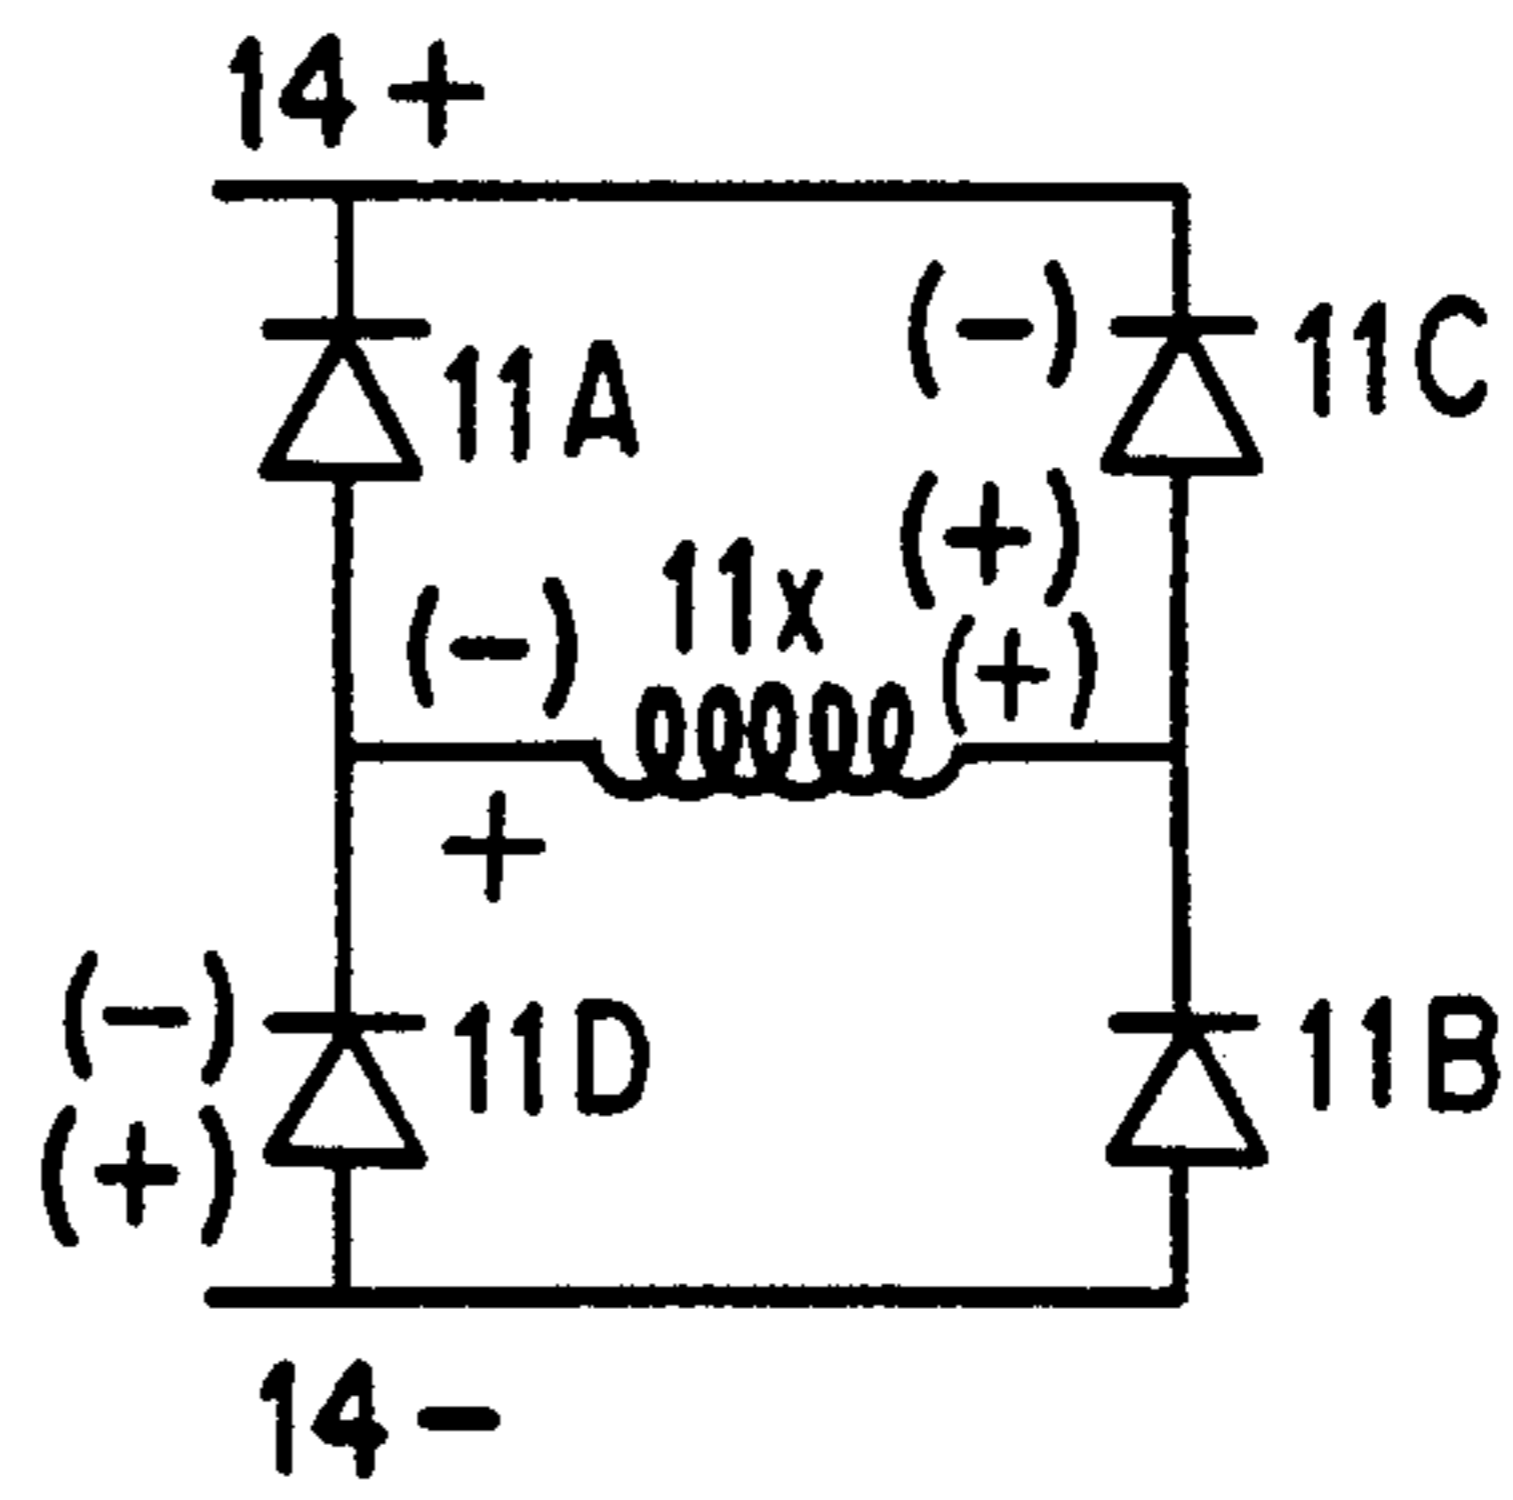 14+
(-)
11C
11A
(+)
11x
(-)
(+)
+
(-)
11D
11B
(+)
14-